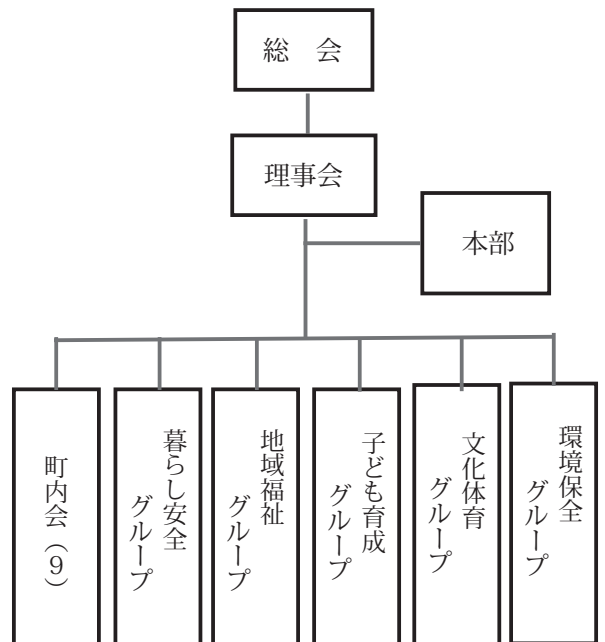 総　会
理事会
本部
町内会（9）
暮らし安全
グループ
地域福祉
グループ
子ども育成
グループ
文化体育
グループ
環境保全
グループ